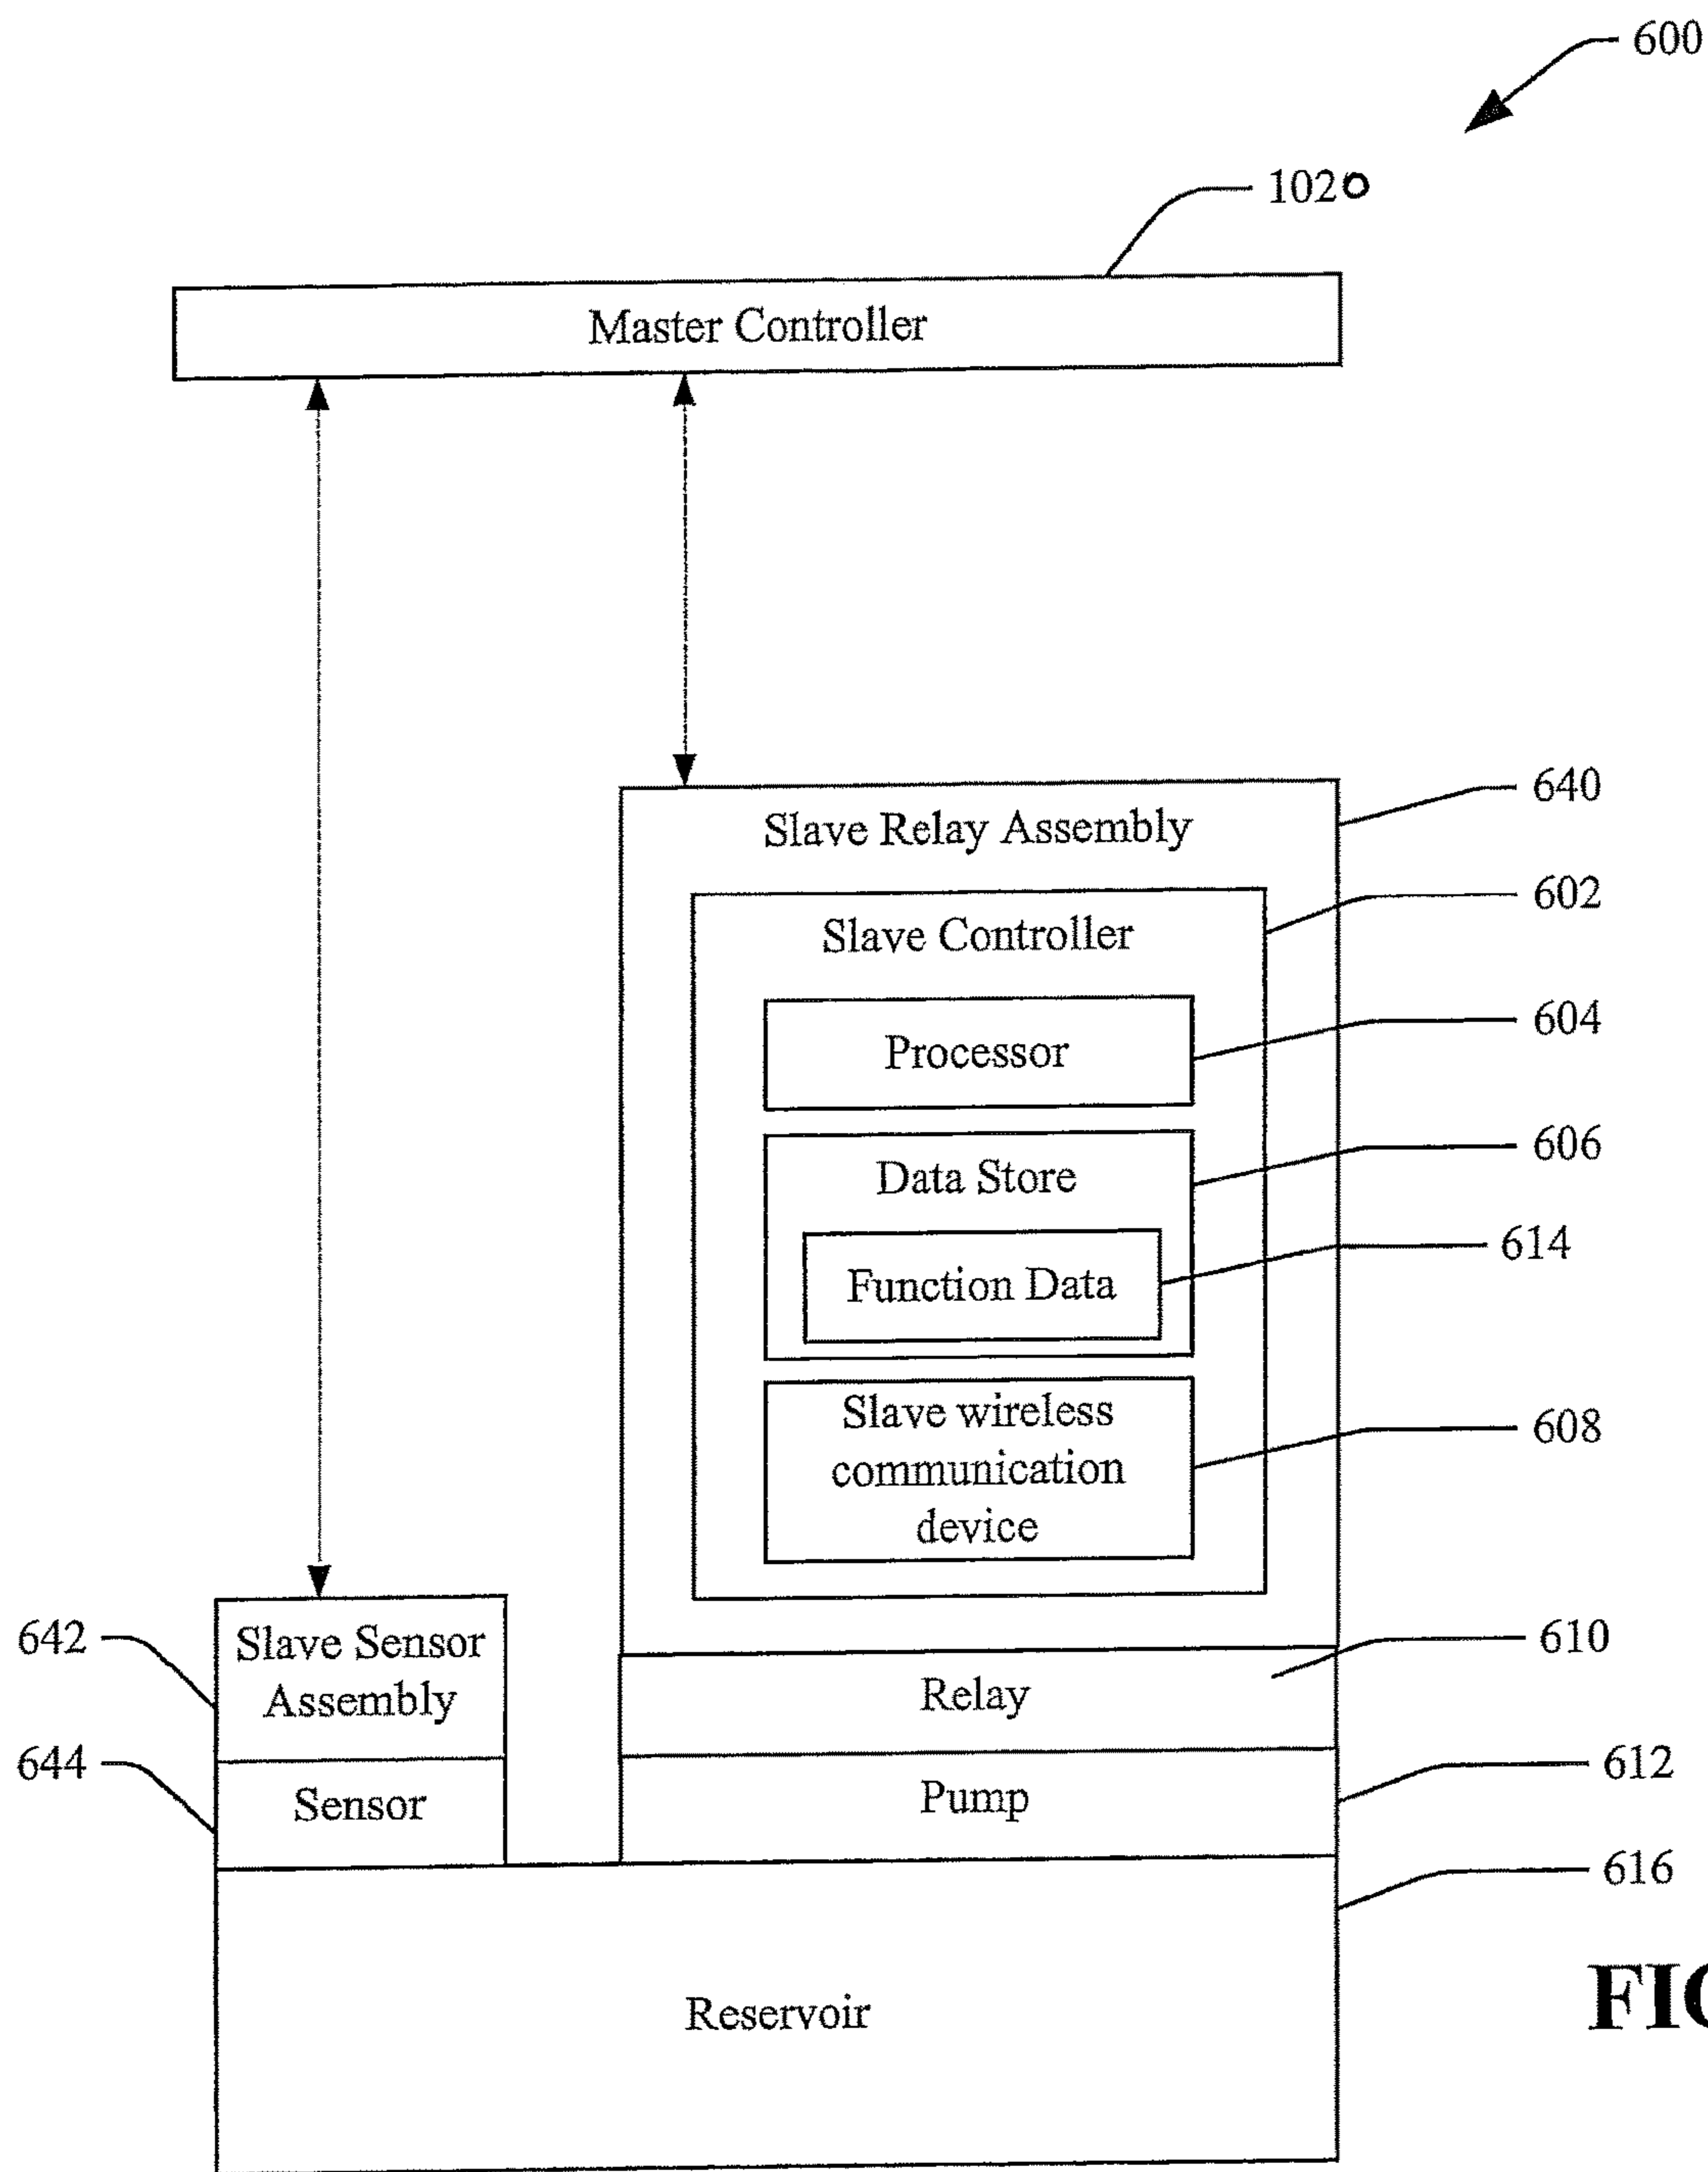 600
102o
Master Controller
640
Slave Relay Assembly
602
Slave Controller
604
Processor
606
Data Store
614
Function Data
608
Slave wireless
communication
device
642
Slave Sensor
Assembly
610
Relay
644
Sensor
612
Pump
616
Reservoir